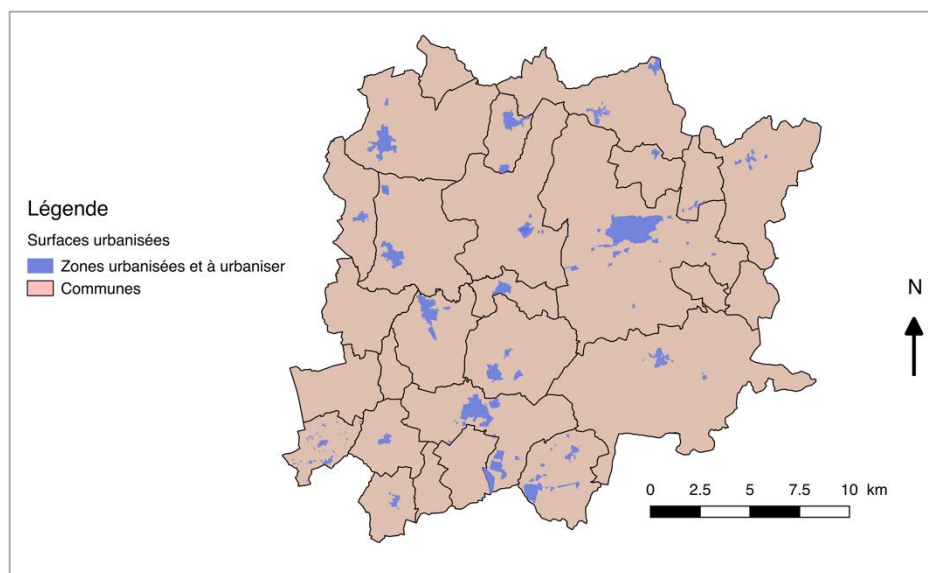 Légende
Surfaces urbanisées
Zones urbanisées et à urbaniser
Communes
N
0 2.5 5 7.5 10 km